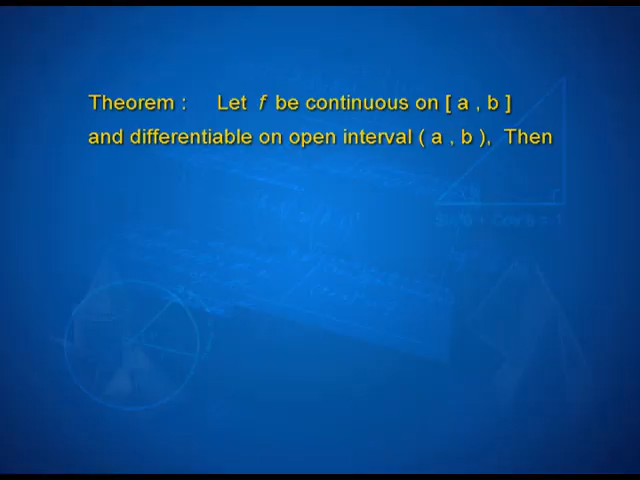 Theorem : Let f be continuous on [ a , b ]
and differentiable on open interval ( a , b ), Then